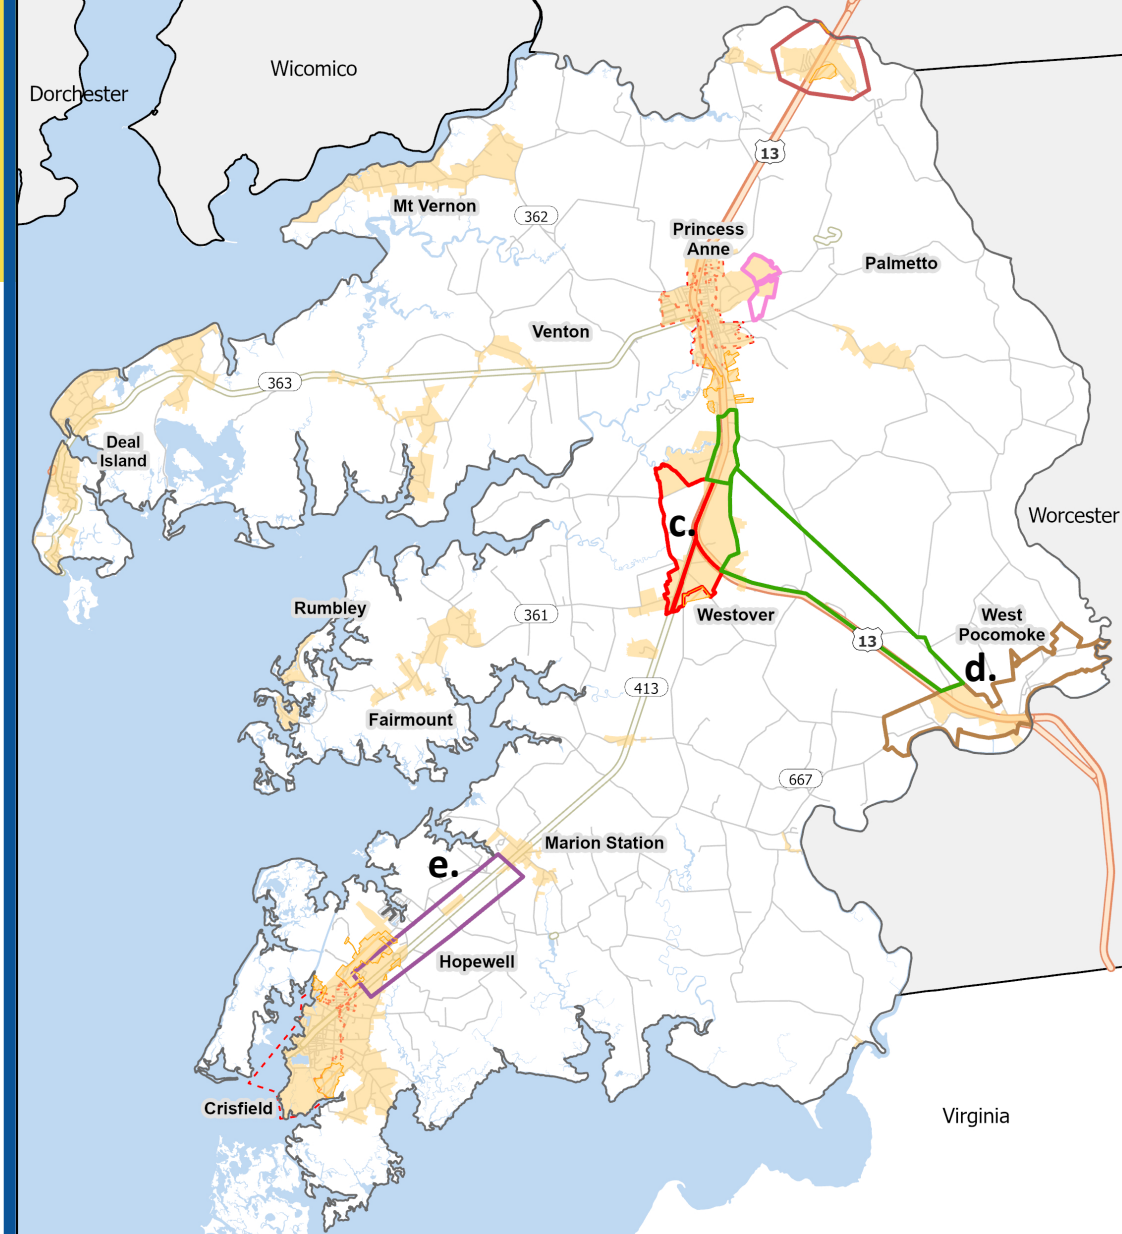 Wicomico
Dorchester
13
Mt Vernon
362
Princess
Anne
Palmetto
Venton
363
Deal
Island
c.
Worcester
Rumbley
361
Westover
West
Pocomoke
13
d.
413
Fairmount
667
Marion Station
e.
Hopewell
Crisfield
Virginia